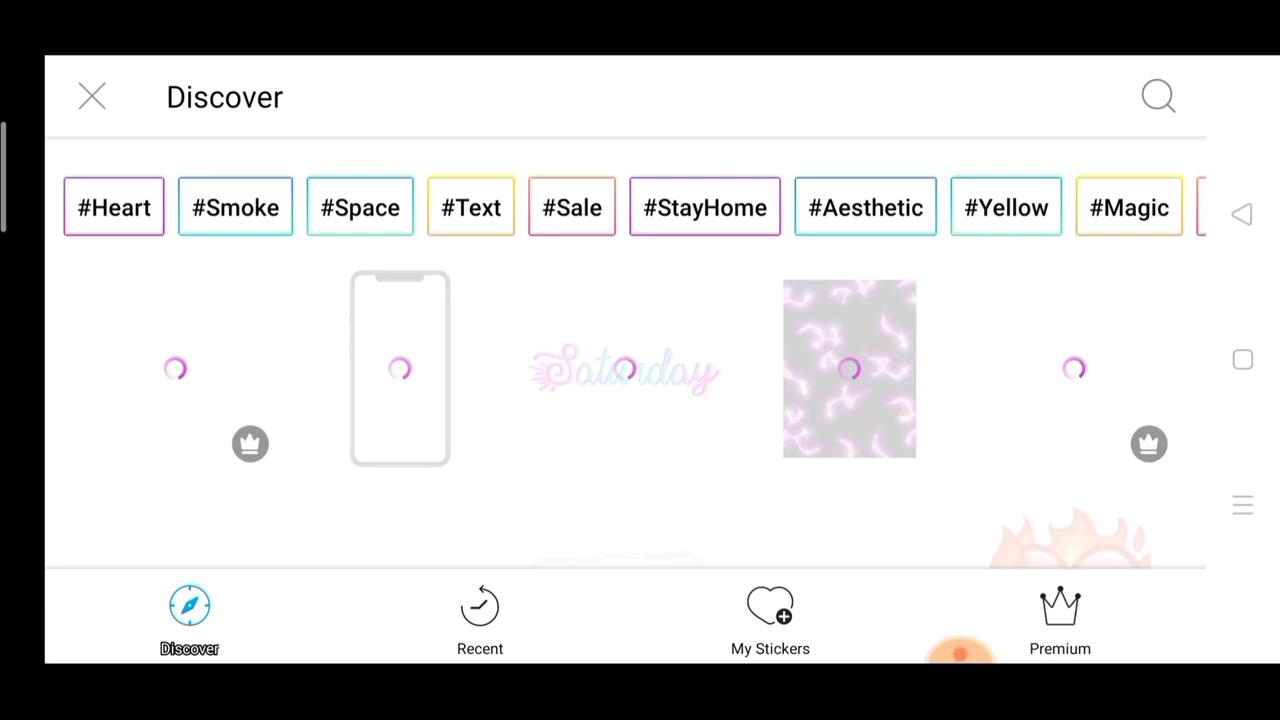 Discover
#Heart #Smoke #Space #Text #Sale #StayHome #Aesthetic #Yellow #Magic
Saturday
Discover Recent My Stickers Premium